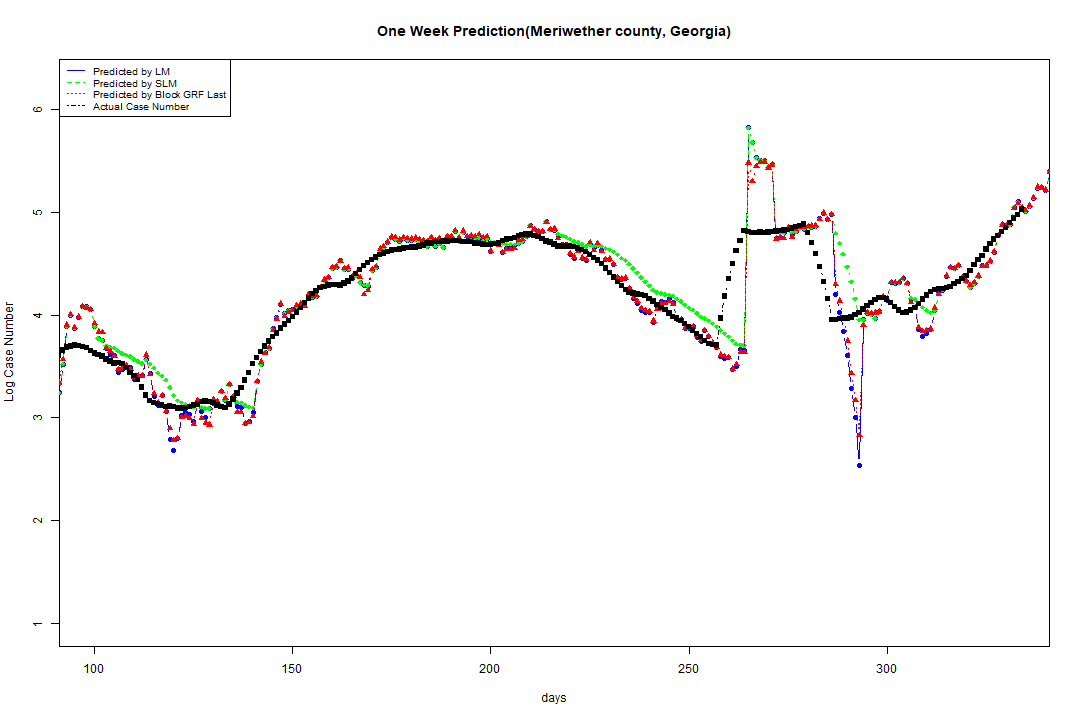 One Week Prediction(Meriwether county, Georgia)
Predicted by LM
Predicted by SLM
Predicted by Block GRF Last
Actual Case Number
6
5
4
3
2
1
Log Case Number
100
150
200
250
300
days